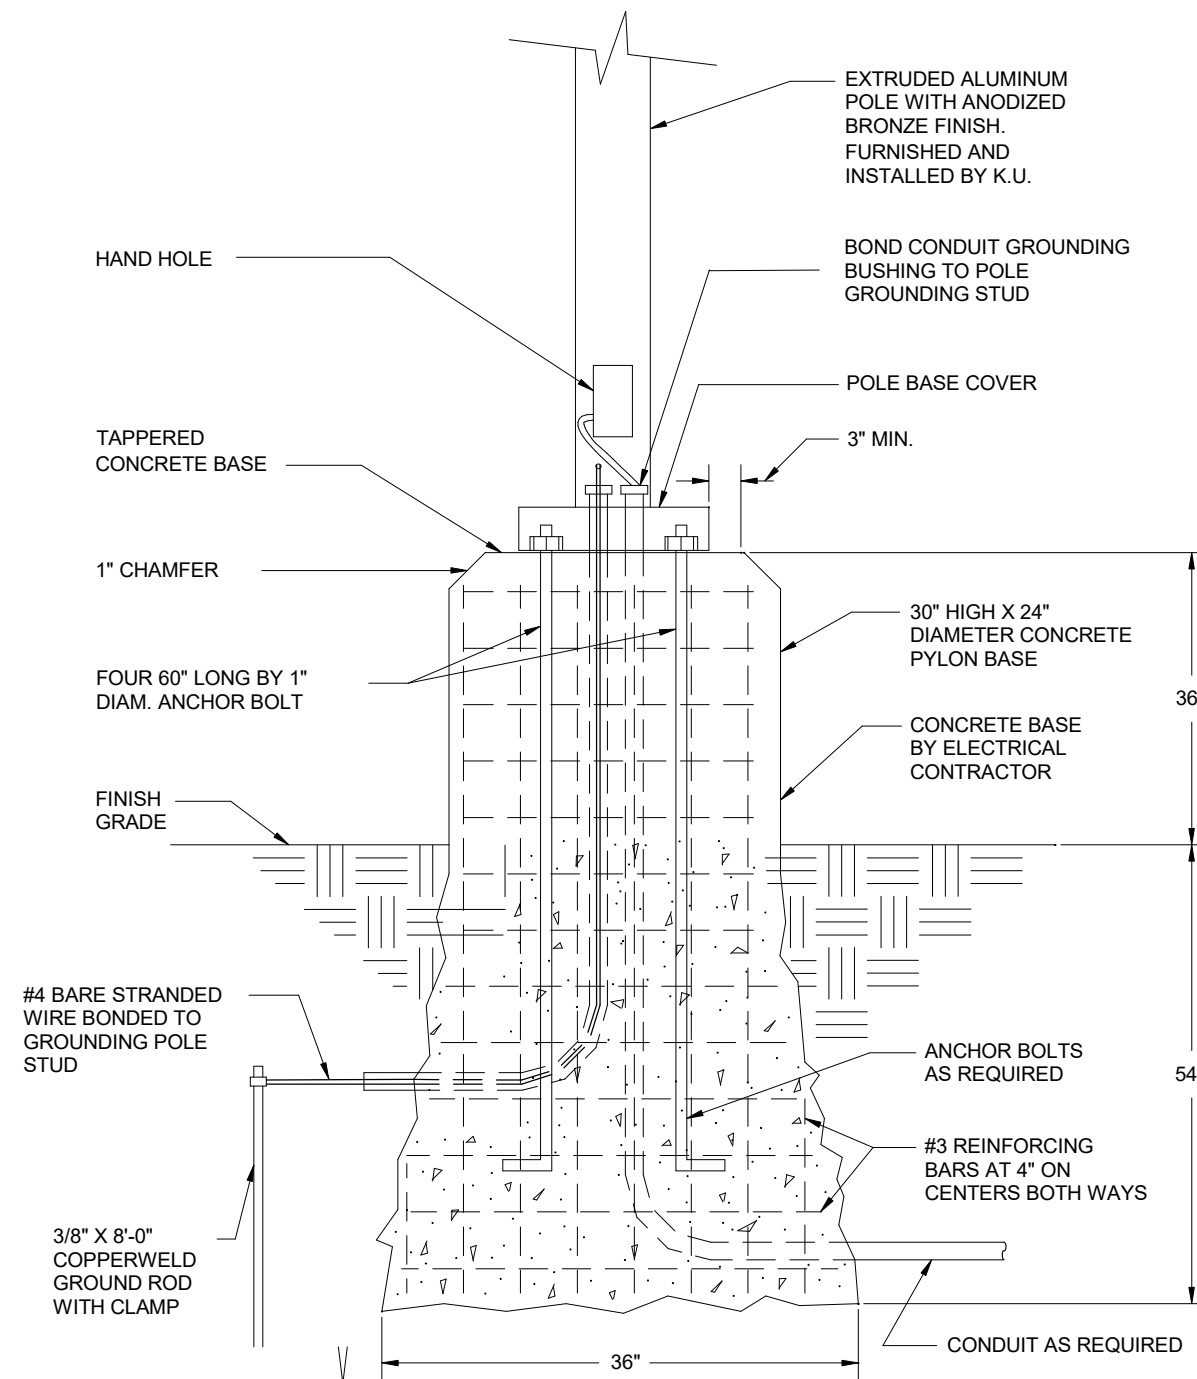 EXTRUDED ALUMINUM
POLE WITH ANODIZED
BRONZE FINISH.
FURNISHED AND
INSTALLED BY K.U.
HAND HOLE
BOND CONDUIT GROUNDING
BUSHING TO POLE
GROUNDING STUD
POLE BASE COVER
TAPPERED
CONCRETE BASE
3" MIN.
1" CHAMFER
30" HIGH X 24"
DIAMETER CONCRETE
PYLON BASE
FOUR 60" LONG BY 1"
DIAM. ANCHOR BOLT
36
CONCRETE BASE
BY ELECTRICAL
CONTRACTOR
FINISH
GRADE
#4 BARE STRANDED
WIRE BONDED TO
GROUNDING POLE
STUD
ANCHOR BOLTS
AS REQUIRED
54
#3 REINFORCING
BARS AT 4" ON
CENTERS BOTH WAYS
3/8" X 8'-0"
COPPERWELD
GROUND ROD
WITH CLAMP
CONDUIT AS REQUIRED
36"